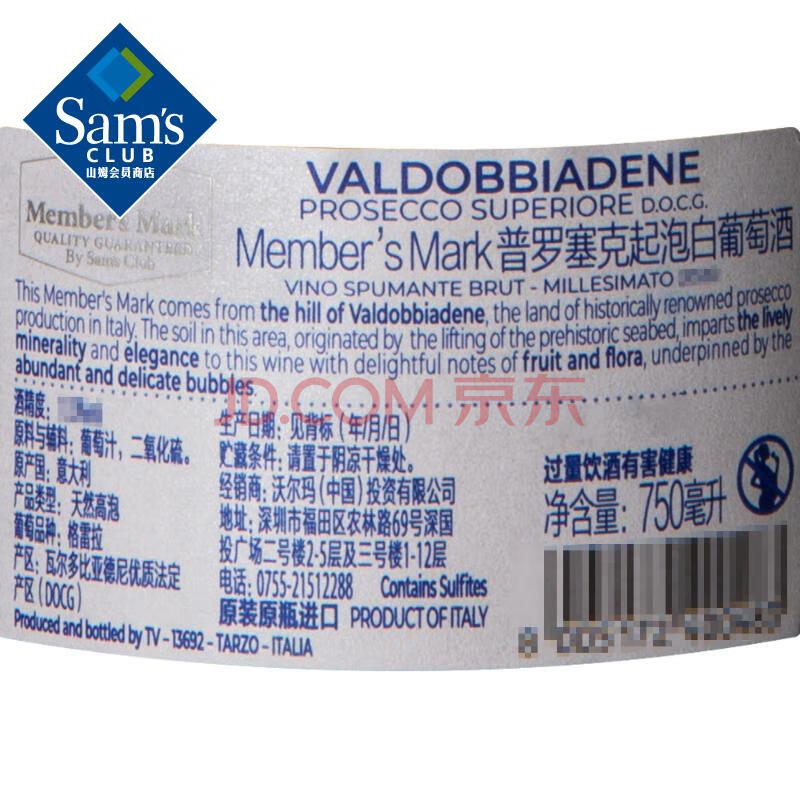 Sam's
CLUB
山姆会员商店
Member's Mark
QUALITY GUARANTEED
By Sam's Club
VALDOBBIADENE
PROSECCO SUPERIORE D.O.C.G.
Member's Mark 普罗塞克起泡白葡萄酒
VINO SPUMANTE BRUT - MILLESIMATO
This Member's Mark comes from the hill of Valdobbiadene, the land of historically renowned prosecco
production in Italy. The soil in this area, originated by the lifting of the prehistoric seabed, imparts the lively
minerality and elegance to this wine with delightful notes of fruit and flora, underpinned by the
abundant and delicate bubbles
JD.COM 京东
酒精度:
原料与辅料: 葡萄汁, 二氧化硫。
原产国: 意大利
产品类型: 天然高泡
葡萄品种: 格雷拉
产区: 瓦尔多比亚德尼优质法定
产区 (DOCG)
Produced and bottled by TV - 13692 - TARZO - ITALIA
生产日期: 见背标 (年/月/日)
贮藏条件: 请置于阴凉干燥处。
经销商: 沃尔玛(中国)投资有限公司
地址: 深圳市福田区农林路69号深国
投广场二号楼2-5层及三号楼1-12层
电话: 0755-21512288 Contains Sulfites
原装原瓶进口 PRODUCT OF ITALY
过量饮酒有害健康
净含量: 750毫升